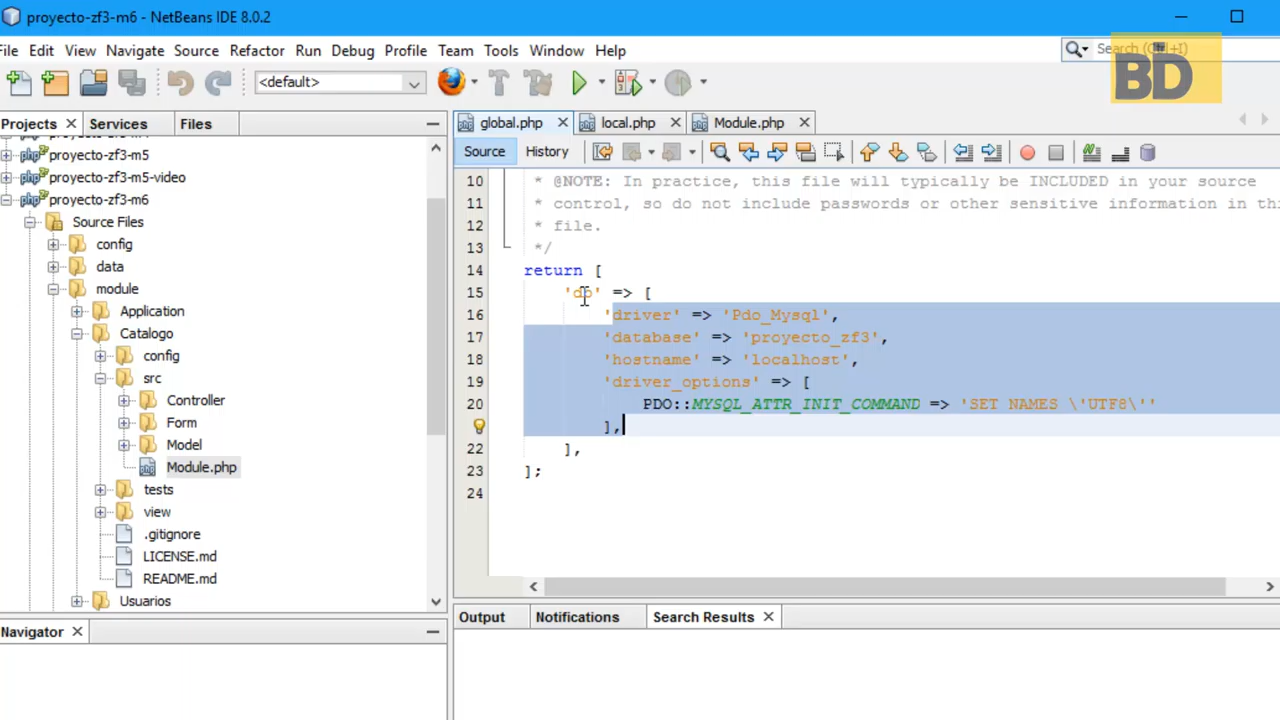 proyecto-zf3-m6 - NetBeans IDE 8.0.2
File Edit View Navigate Source Refactor Run Debug Profile Team Tools Window Help
Search (Ctrl+I)
BD
<default>
Projects Services Files
global.php local.php Module.php
Source History
proyecto-zf3-m5
proyecto-zf3-m5-video
proyecto-zf3-m6
Source Files
config
data
module
Application
Catalogo
config
src
Controller
Form
Model
Module.php
tests
view
.gitignore
LICENSE.md
README.md
Usuarios
10 * @NOTE: In practice, this file will typically be INCLUDED in your source
11 * control, so do not include passwords or other sensitive information in this
12 * file.
13 */
14 return [
15 'db' => [
16 'driver' => 'Pdo_Mysql',
17 'database' => 'proyecto_zf3',
18 'hostname' => 'localhost',
19 'driver_options' => [
20 PDO::MYSQL_ATTR_INIT_COMMAND => 'SET NAMES \'UTF8\''
],
22 ],
23 ];
24
Navigator
Output Notifications Search Results